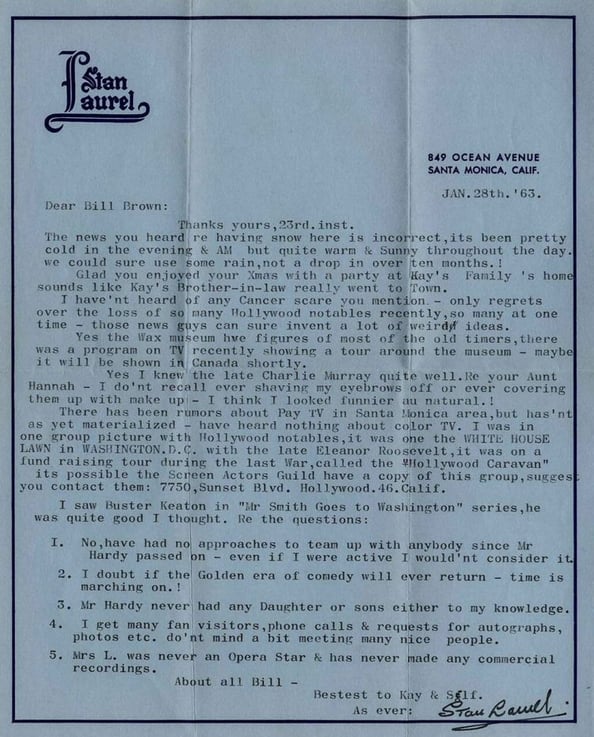 Stan
Laurel
849 OCEAN AVENUE
SANTA MONICA, CALIF.
JAN.28th.'63.
Dear Bill Brown:
Thanks yours,23rd.inst.
The news you heard re having snow here is incorrect,its been pretty
cold in the evening & AM but quite warm & Sunny throughout the day.
we could sure use some rain,not a drop in over ten months.!
Glad you enjoyed your Xmas with a party at Kay's Family 's home
sounds like Kay's Brother-in-law really went to Town.
I have'nt heard of any Cancer scare you mention - only regrets
over the loss of so many Hollywood notables recently,so many at one
time - those news guys can sure invent a lot of weird ideas.
Yes the Wax museum hve figures of most of the old timers,there
was a program on TV recently showing a tour around the museum - maybe
it will be shown in Canada shortly.
Yes I knew the late Charlie Murray quite well.Re your Aunt
Hannah - I do'nt recall ever shaving my eyebrows off or ever covering
them up with make up - I think I looked funnier au natural.!
There has been rumors about Pay TV in Santa Monica area,but has'nt
as yet materialized - have heard nothing about color TV. I was in
one group picture with Hollywood notables,it was one the WHITE HOUSE
LAWN in WASHINGTON.D.C. with the late Eleanor Roosevelt,it was on a
fund raising tour during the last War,called the "Hollywood Caravan"
its possible the Screen Actors Guild have a copy of this group,suggest
you contact them: 7750,Sunset Blvd. Hollywood.46.Calif.
I saw Buster Keaton in "Mr Smith Goes to Washington" series,he
was quite good I thought. Re the questions:
I. No,have had no approaches to team up with anybody since Mr
Hardy passed on - even if I were active I would'nt consider it.
2. I doubt if the Golden era of comedy will ever return - time is
marching on.!
3. Mr Hardy never had any Daughter or sons either to my knowledge.
4. I get many fan visitors,phone calls & requests for autographs,
photos etc. do'nt mind a bit meeting many nice people.
5. Mrs L. was never an Opera Star & has never made any commercial
recordings.
About all Bill -
Bestest to Kay & Self.
As ever: Stan Laurel.